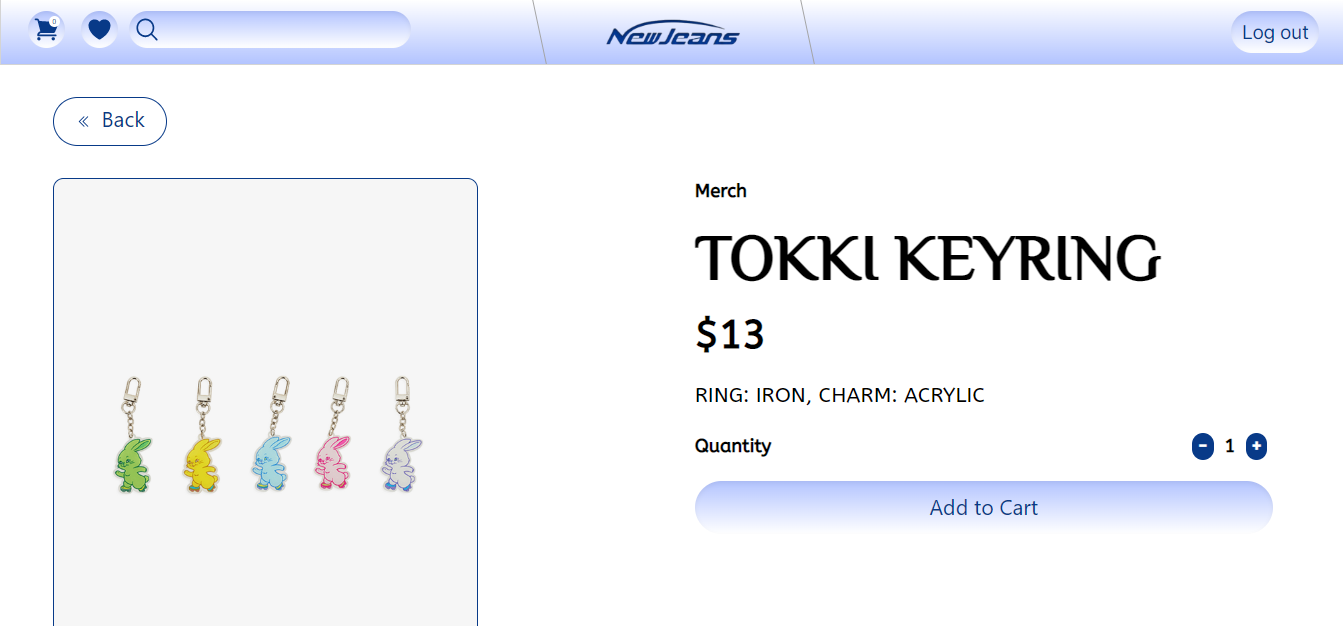 0
NewJeans
Log out
« Back
Merch
TOKKI KEYRING
$13
RING: IRON, CHARM: ACRYLIC
Quantity
- 1 +
Add to Cart